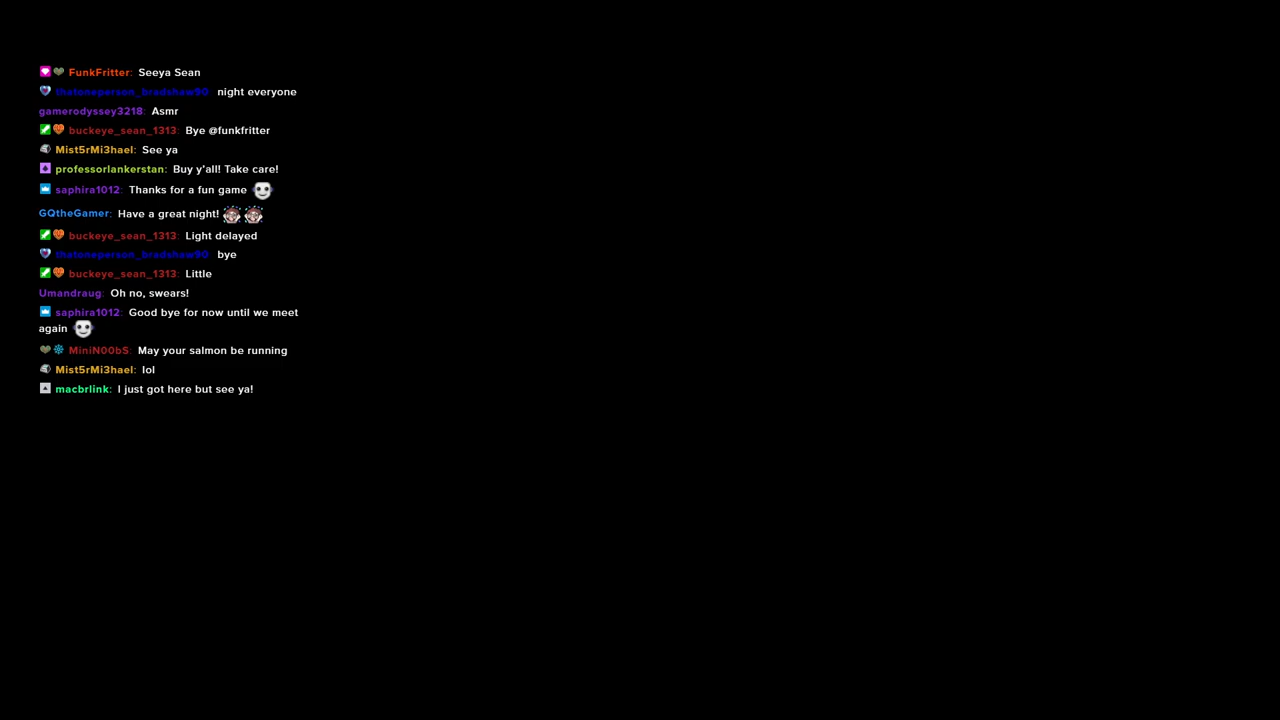 FunkFritter: Seeya Sean
thatoneperson_bradshaw90: night everyone
gamerodyssey3218: Asmr
buckeye_sean_1313: Bye @funkfritter
Mist5rMi3hael: See ya
professorlankerstan: Buy y'all! Take care!
saphira1012: Thanks for a fun game
GQtheGamer: Have a great night!
buckeye_sean_1313: Light delayed
thatoneperson_bradshaw90: bye
buckeye_sean_1313: Little
Umandraug: Oh no, swears!
saphira1012: Good bye for now until we meet
again
MiniN00bS: May your salmon be running
Mist5rMi3hael: lol
macbrlink: I just got here but see ya!